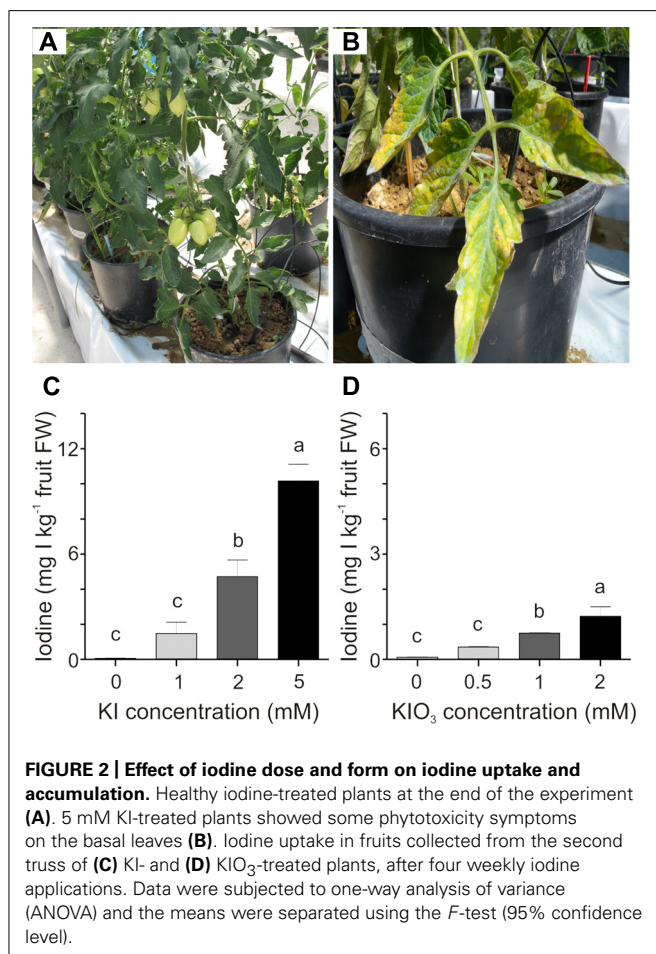 A
B
C
D
Iodine (mg I kg⁻¹ fruit FW)
12
6
0
c
c
b
a
0 1 2 5
KI concentration (mM)
Iodine (mg I kg⁻¹ fruit FW)
6
3
0
c
c
b
a
0 0.5 1 2
KIO₃ concentration (mM)
FIGURE 2 | Effect of iodine dose and form on iodine uptake and
accumulation. Healthy iodine-treated plants at the end of the experiment
(A). 5 mM KI-treated plants showed some phytotoxicity symptoms
on the basal leaves (B). Iodine uptake in fruits collected from the second
truss of (C) KI- and (D) KIO₃-treated plants, after four weekly iodine
applications. Data were subjected to one-way analysis of variance
(ANOVA) and the means were separated using the F-test (95% confidence
level).